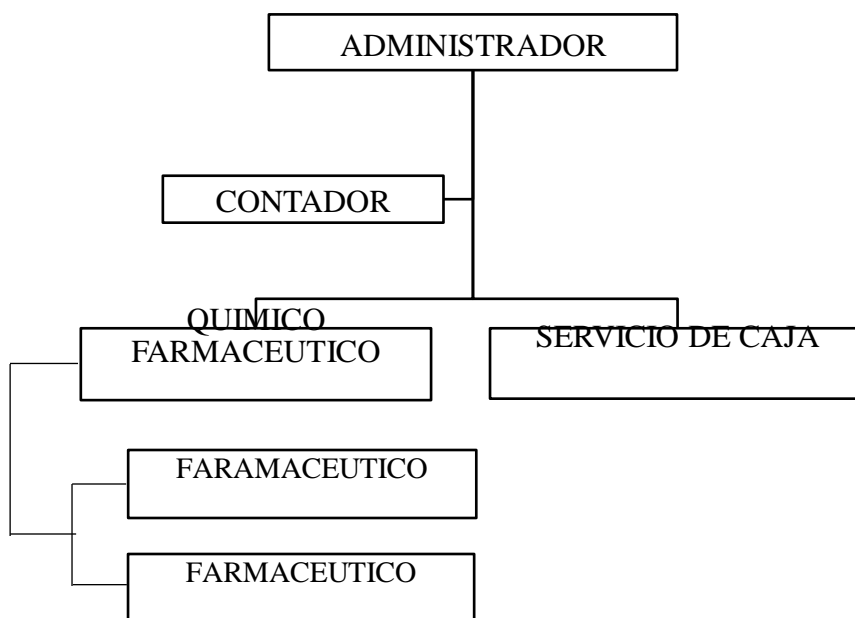 ADMINISTRADOR
CONTADOR
QUIMICO
FARMACEUTICO
SERVICIO DE CAJA
FARAMACEUTICO
FARMACEUTICO